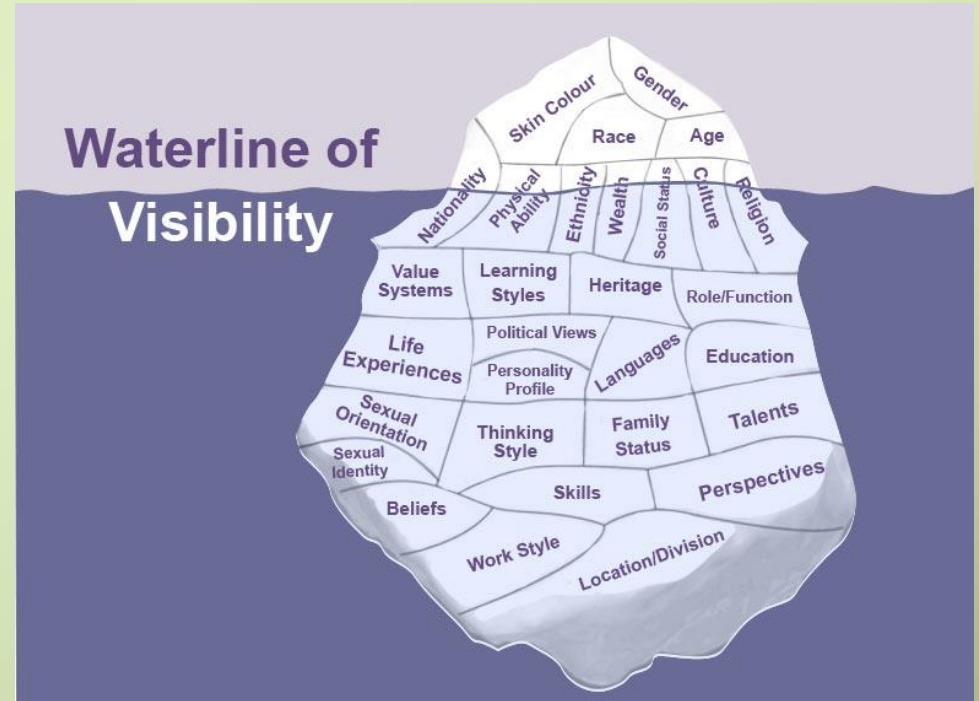 Waterline of
Visibility
Skin Colour
Gender
Race
Age
Nationality
Physical
Ability
Ethnicity
Wealth
Social Status
Culture
Religion
Value
Systems
Learning
Styles
Heritage
Role/Function
Life
Experiences
Political Views
Personality
Profile
Languages
Education
Sexual
Orientation
Thinking
Style
Family
Status
Talents
Sexual
Identity
Beliefs
Skills
Perspectives
Work Style
Location/Division